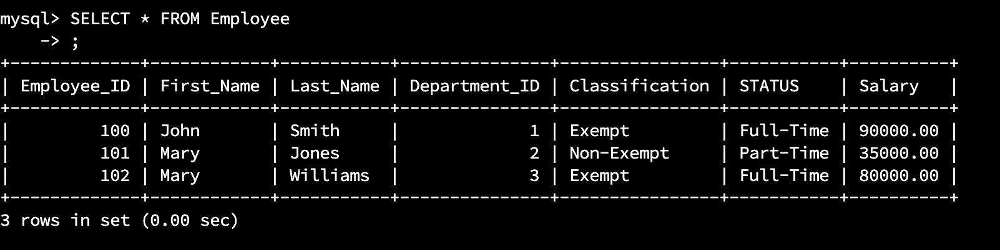 mysql> SELECT * FROM Employee
    -> ;
+-------------+------------+-----------+---------------+----------------+-----------+----------+
| Employee_ID | First_Name | Last_Name | Department_ID | Classification | STATUS    | Salary   |
+-------------+------------+-----------+---------------+----------------+-----------+----------+
|         100 | John       | Smith     |             1 | Exempt         | Full-Time | 90000.00 |
|         101 | Mary       | Jones     |             2 | Non-Exempt     | Part-Time | 35000.00 |
|         102 | Mary       | Williams  |             3 | Exempt         | Full-Time | 80000.00 |
+-------------+------------+-----------+---------------+----------------+-----------+----------+
3 rows in set (0.00 sec)